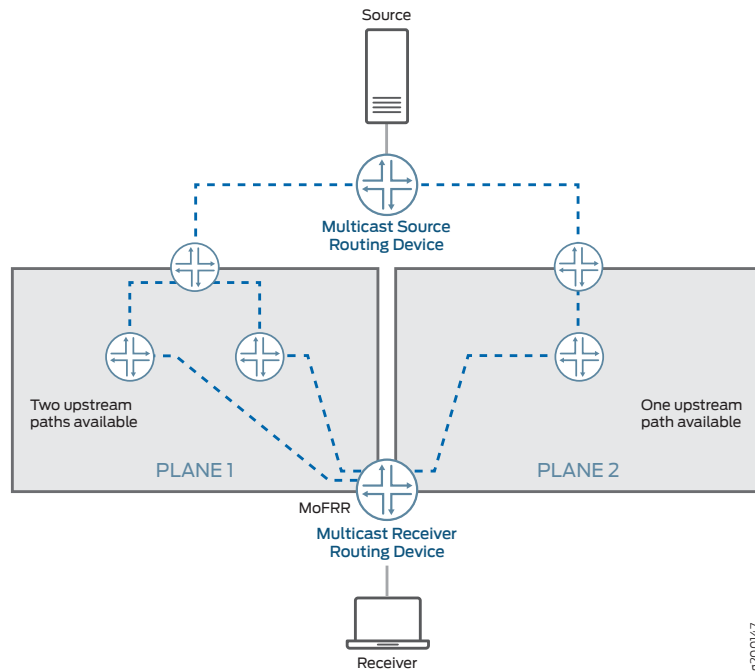 Source
Multicast Source
Routing Device
Two upstream
paths available
One upstream
path available
PLANE 1
PLANE 2
MoFRR
Multicast Receiver
Routing Device
Receiver
g200147